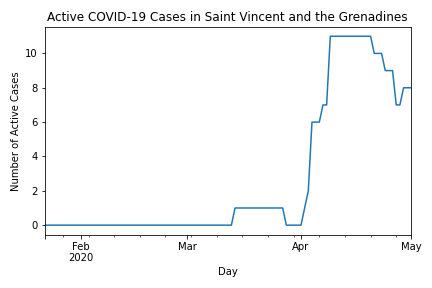 Active COVID-19 Cases in Saint Vincent and the Grenadines
Number of Active Cases
10
8
6
4
2
0
Feb Mar Apr May
2020
Day